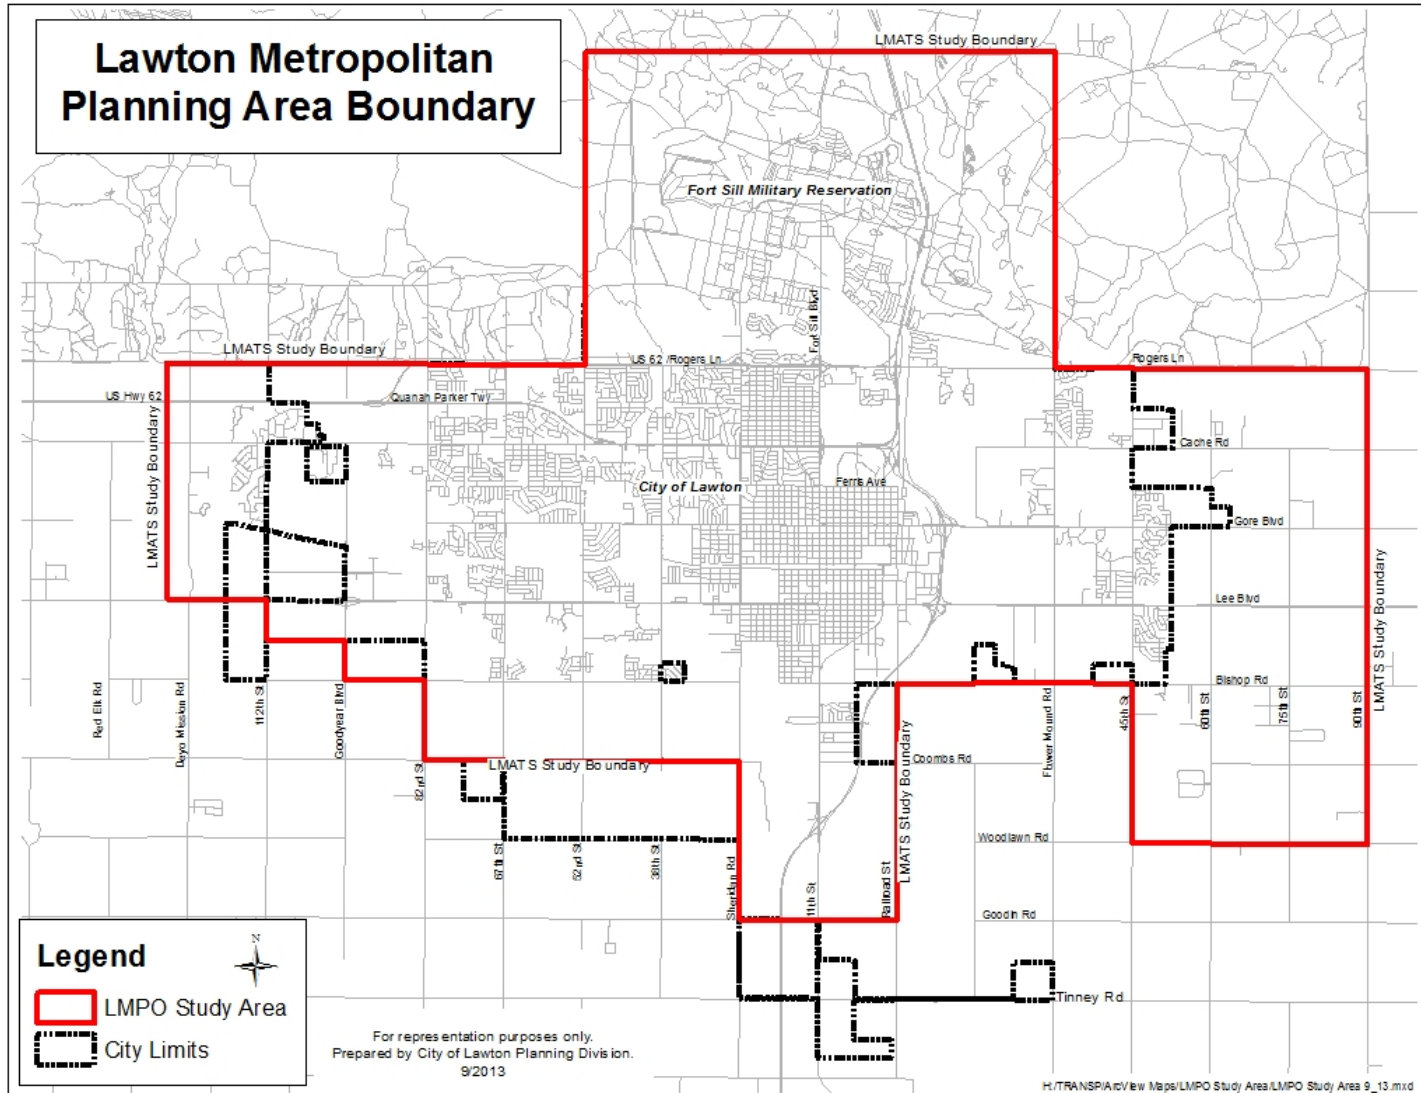 Lawton Metropolitan
Planning Area Boundary
LMATS Study Boundary
Fort Sill Military Reservation
Fort Sill Blvd
LMATS Study Boundary
US 62 /Rogers Ln
Rogers Ln
US Hwy 62
Quanah Parker Twy
LMATS Study Boundary
Cache Rd
City of Lawton
Ferris Ave
Gore Blvd
LMATS Study Boundary
Lee Blvd
Bishop Rd
Red Elk Rd
Deyo Mission Rd
112th St
Goodyear Blvd
82nd St
Flower Mound Rd
45th St
60th St
75th St
90th St
LMATS Study Boundary
LMATS Study Boundary
Coombs Rd
Woodlawn Rd
67th St
52nd St
38th St
Sheridan Rd
11th St
Railroad St
Goodin Rd
Tinney Rd
Legend
N
LMPO Study Area
City Limits
For representation purposes only.
Prepared by City of Lawton Planning Division.
9/2013
H:/TRANSP/ArcView Maps/LMPO Study Area/LMPO Study Area 9_13.mxd